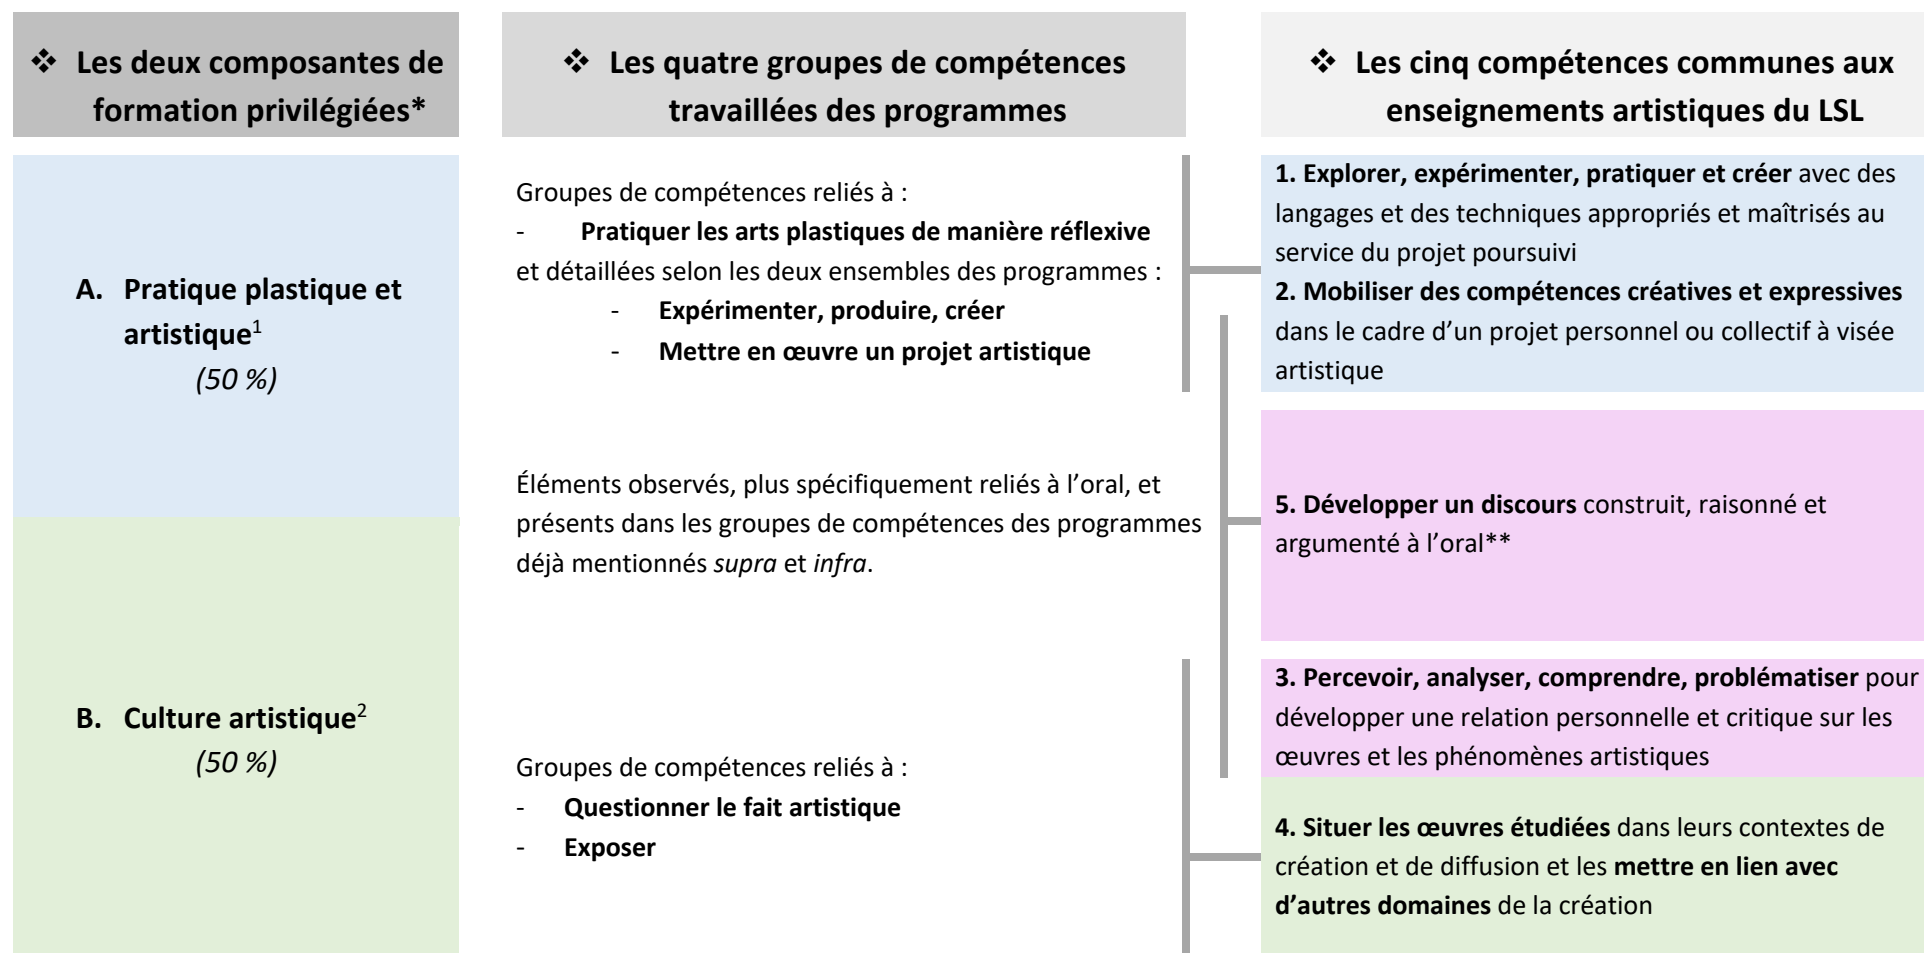 ❖ Les deux composantes de
formation privilégiées*
❖ Les quatre groupes de compétences
travaillées des programmes
❖ Les cinq compétences communes aux
enseignements artistiques du LSL
A. Pratique plastique et
artistique¹
(50 %)
Groupes de compétences reliés à :
- Pratiquer les arts plastiques de manière réflexive
et détaillées selon les deux ensembles des programmes :
- Expérimenter, produire, créer
- Mettre en œuvre un projet artistique
1. Explorer, expérimenter, pratiquer et créer avec des
langages et des techniques appropriés et maîtrisés au
service du projet poursuivi
2. Mobiliser des compétences créatives et expressives
dans le cadre d’un projet personnel ou collectif à visée
artistique
Éléments observés, plus spécifiquement reliés à l’oral, et
présents dans les groupes de compétences des programmes
déjà mentionnés supra et infra.
5. Développer un discours construit, raisonné et
argumenté à l’oral**
B. Culture artistique²
(50 %)
Groupes de compétences reliés à :
- Questionner le fait artistique
- Exposer
3. Percevoir, analyser, comprendre, problématiser pour
développer une relation personnelle et critique sur les
œuvres et les phénomènes artistiques
4. Situer les œuvres étudiées dans leurs contextes de
création et de diffusion et les mettre en lien avec
d’autres domaines de la création